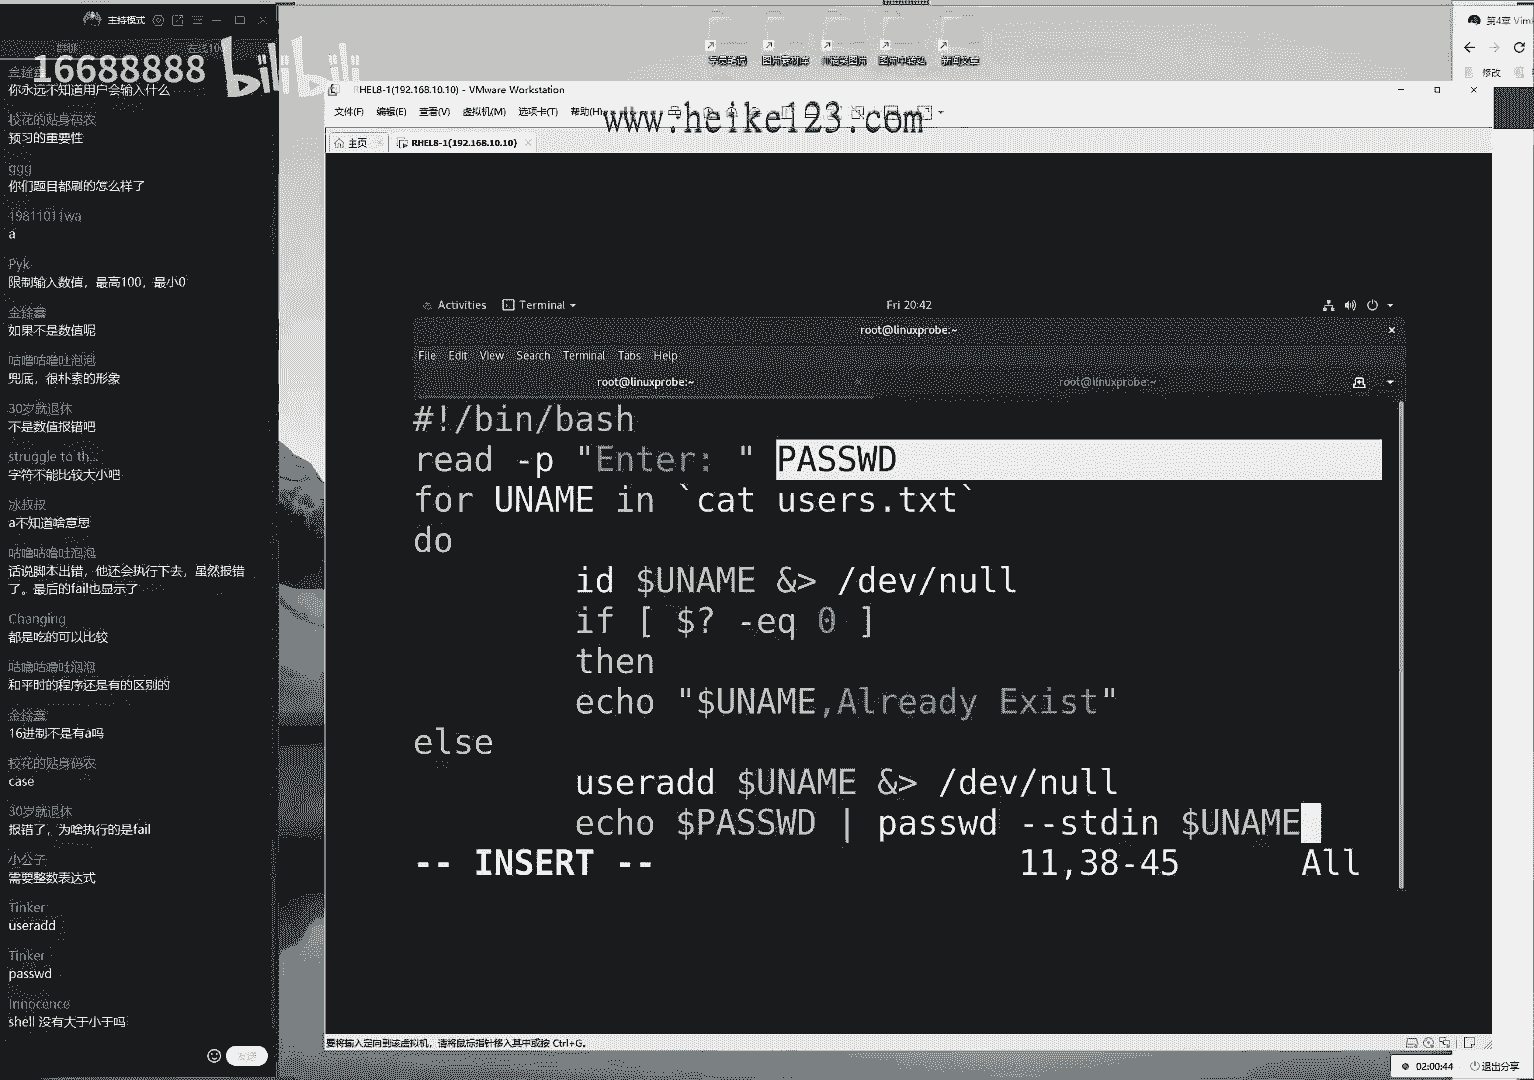 主持模式
在线10
16688888 bilibili
你永远不知道用户会输入什么
校花的贴身码农
预习的重要性
ggg
你们题目都刷的怎么样了
19811011wa
a
Pyk
限制输入数值，最高100，最小0
如果不是数值呢
咕噜咕噜吐泡泡
兜底，很朴素的形象
30岁就退休
不是数值报错吧
struggle to th...
字符不能比较大小吧
冰叔叔
a不知道啥意思
咕噜咕噜吐泡泡
话说脚本出错，他还会执行下去，虽然报错
了。最后的fail也显示了
Changing
都是吃的可以比较
咕噜咕噜吐泡泡
和平时的程序还是有的区别的
16进制不是有a吗
校花的贴身码农
case
30岁就退休
报错了，为啥执行的是fail
小公子
需要整数表达式
Tinker
useradd
Tinker
passwd
Innocence
shell 没有大于小于吗
发送
第4章 Vim
修改
RHEL8-1(192.168.10.10) - VMware Workstation
文件(F) 编辑(E) 查看(V) 虚拟机(M) 选项卡(T) 帮助(H)
www.heike123.com
主页 RHEL8-1(192.168.10.10)
Activities Terminal Fri 20:42
root@linuxprobe:~
File Edit View Search Terminal Tabs Help
root@linuxprobe:~ root@linuxprobe:~
#!/bin/bash
read -p "Enter: " PASSWD
for UNAME in `cat users.txt`
do
id $UNAME &> /dev/null
if [ $? -eq 0 ]
then
echo "$UNAME,Already Exist"
else
useradd $UNAME &> /dev/null
echo $PASSWD | passwd --stdin $UNAME
-- INSERT -- 11,38-45 All
要将输入定向到该虚拟机，请将鼠标指针移入其中或按 Ctrl+G。
02:00:44 退出分享